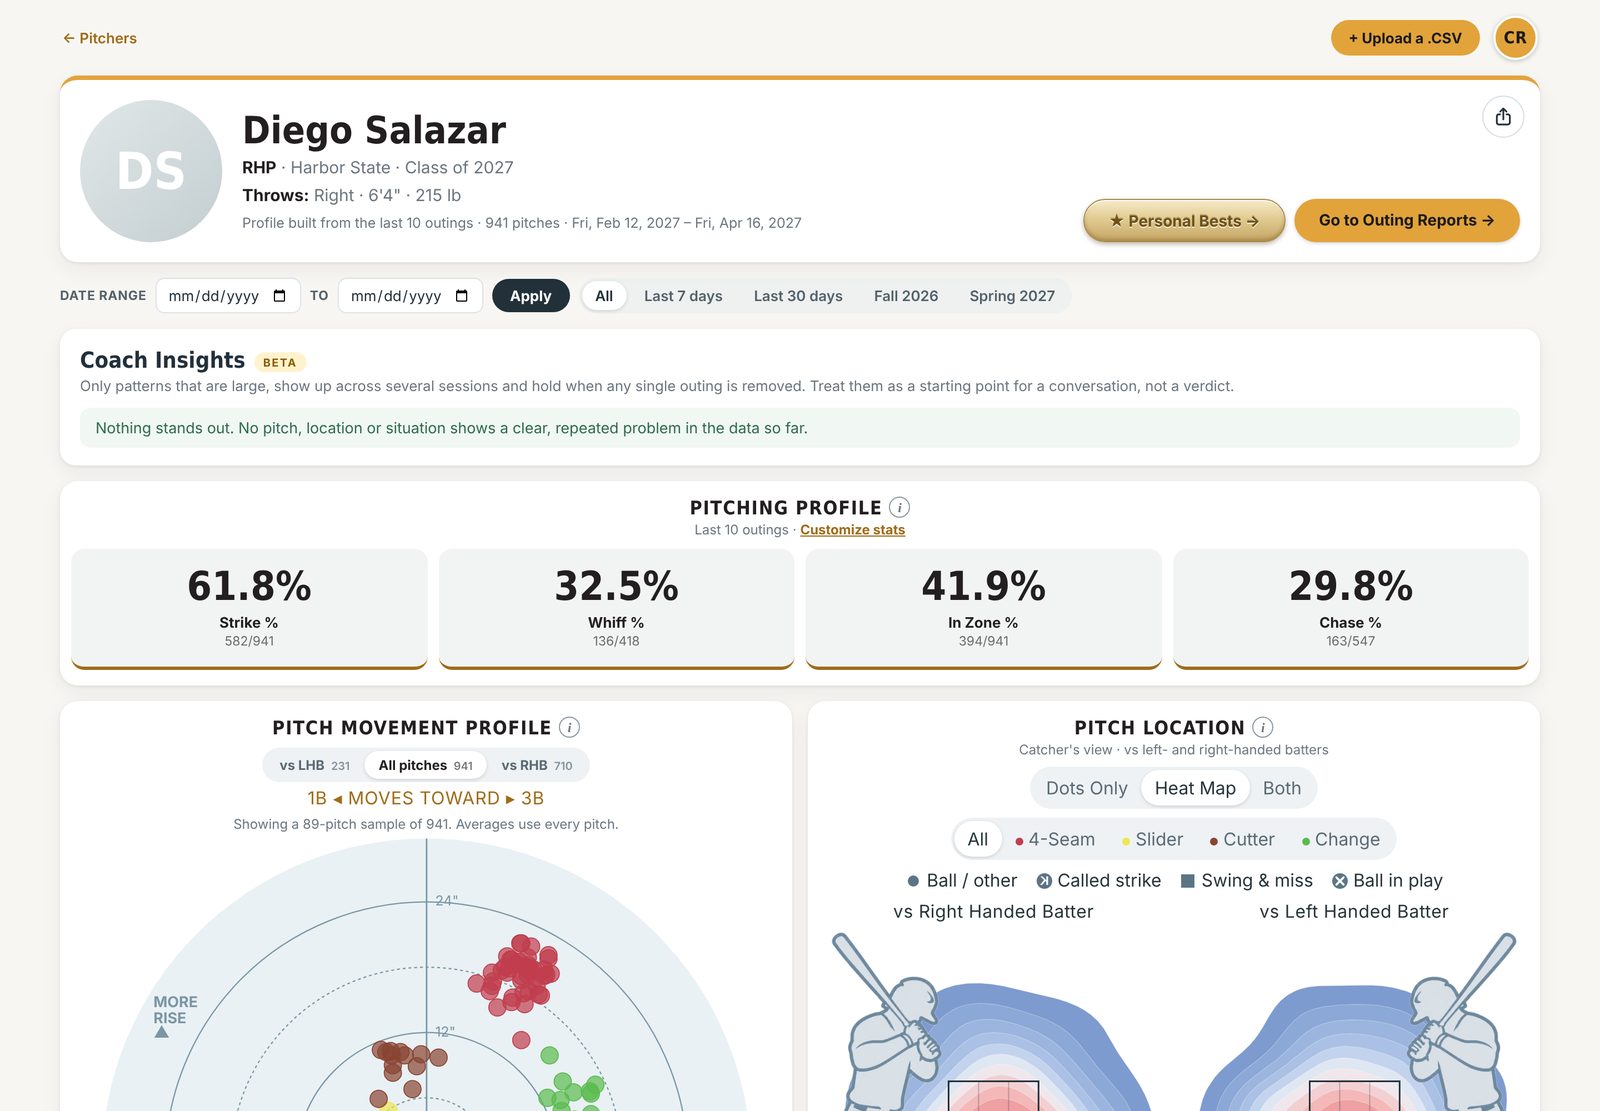 ← Pitchers
+ Upload a .CSV
CR
DS
Diego Salazar
RHP · Harbor State · Class of 2027
Throws: Right · 6'4" · 215 lb
Profile built from the last 10 outings · 941 pitches · Fri, Feb 12, 2027 – Fri, Apr 16, 2027
★ Personal Bests →
Go to Outing Reports →
DATE RANGE mm/dd/yyyy TO mm/dd/yyyy Apply All Last 7 days Last 30 days Fall 2026 Spring 2027
Coach Insights BETA
Only patterns that are large, show up across several sessions and hold when any single outing is removed. Treat them as a starting point for a conversation, not a verdict.
Nothing stands out. No pitch, location or situation shows a clear, repeated problem in the data so far.
PITCHING PROFILE i
Last 10 outings · Customize stats
61.8%
Strike %
582/941
32.5%
Whiff %
136/418
41.9%
In Zone %
394/941
29.8%
Chase %
163/547
PITCH MOVEMENT PROFILE i
vs LHB 231 All pitches 941 vs RHB 710
1B ◂ MOVES TOWARD ▸ 3B
Showing a 89-pitch sample of 941. Averages use every pitch.
24"
MORE
RISE
▲
12"
PITCH LOCATION i
Catcher's view · vs left- and right-handed batters
Dots Only Heat Map Both
All 4-Seam Slider Cutter Change
Ball / other Called strike Swing & miss Ball in play
vs Right Handed Batter
vs Left Handed Batter